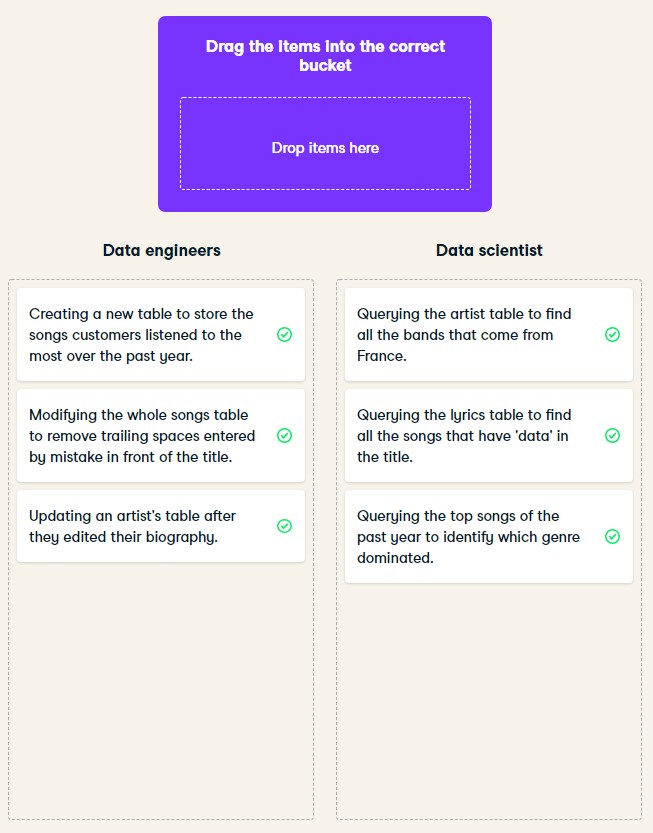 Drag the items into the correct
bucket
Drop items here
Data engineers
Creating a new table to store the
songs customers listened to the
most over the past year.
Modifying the whole songs table
to remove trailing spaces entered
by mistake in front of the title.
Updating an artist's table after
they edited their biography.
Data scientist
Querying the artist table to find
all the bands that come from
France.
Querying the lyrics table to find
all the songs that have 'data' in
the title.
Querying the top songs of the
past year to identify which genre
dominated.